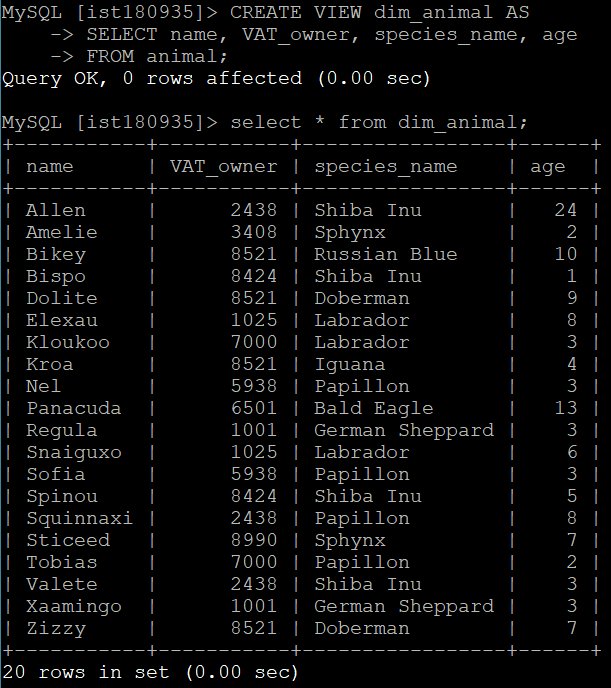 MySQL [ist180935]> CREATE VIEW dim_animal AS
    -> SELECT name, VAT_owner, species_name, age
    -> FROM animal;
Query OK, 0 rows affected (0.00 sec)

MySQL [ist180935]> select * from dim_animal;
+-----------+-----------+-----------------+------+
| name      | VAT_owner | species_name    | age  |
+-----------+-----------+-----------------+------+
| Allen     |      2438 | Shiba Inu       |   24 |
| Amelie    |      3408 | Sphynx          |    2 |
| Bikey     |      8521 | Russian Blue    |   10 |
| Bispo     |      8424 | Shiba Inu       |    1 |
| Dolite    |      8521 | Doberman        |    9 |
| Elexau    |      1025 | Labrador        |    8 |
| Kloukoo   |      7000 | Labrador        |    3 |
| Kroa      |      8521 | Iguana          |    4 |
| Nel       |      5938 | Papillon        |    3 |
| Panacuda  |      6501 | Bald Eagle      |   13 |
| Regula    |      1001 | German Sheppard |    3 |
| Snaiguxo  |      1025 | Labrador        |    6 |
| Sofia     |      5938 | Papillon        |    3 |
| Spinou    |      8424 | Shiba Inu       |    5 |
| Squinnaxi |      2438 | Papillon        |    8 |
| Sticeed   |      8990 | Sphynx          |    7 |
| Tobias    |      7000 | Papillon        |    2 |
| Valete    |      2438 | Shiba Inu       |    3 |
| Xaamingo  |      1001 | German Sheppard |    3 |
| Zizzy     |      8521 | Doberman        |    7 |
+-----------+-----------+-----------------+------+
20 rows in set (0.00 sec)